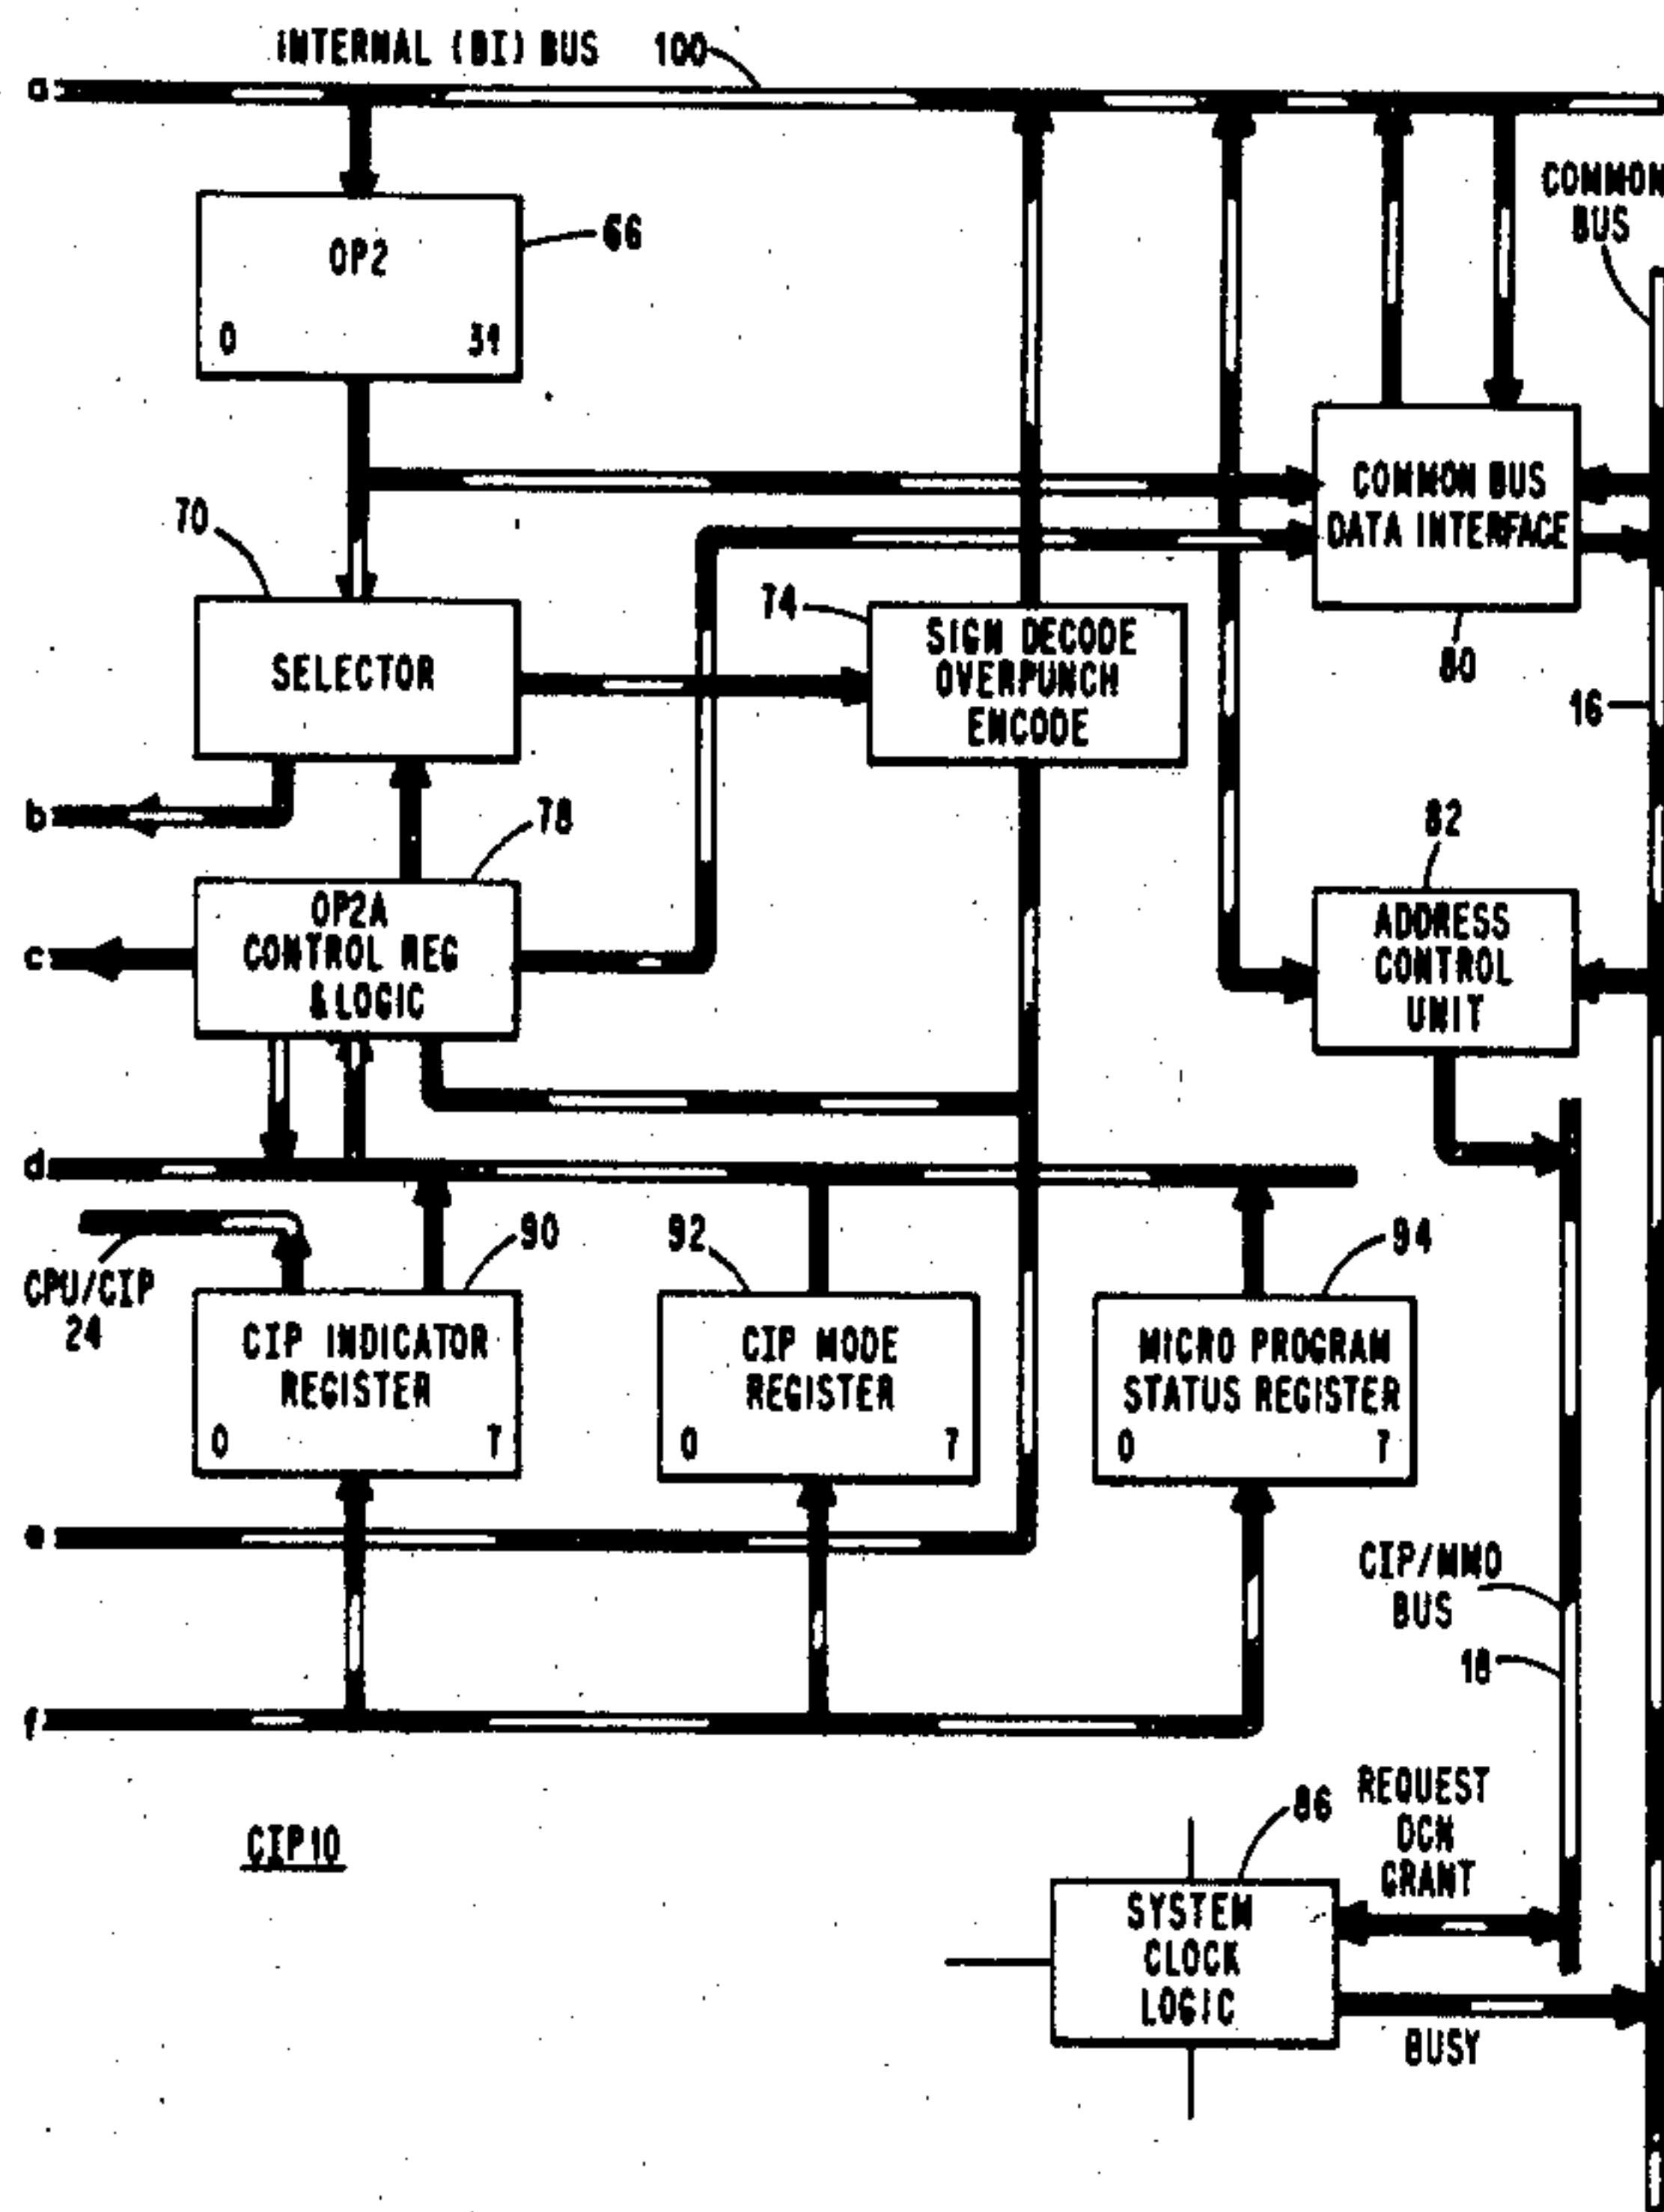 INTERNAL (BI) BUS 100
a
COMMON
BUS
OP2
66
0 31
70
COMMON BUS
DATA INTERFACE
80
74
SIGN DECODE
OVERPUNCH
ENCODE
SELECTOR
16
b
78
82
OP2A
CONTROL REG
& LOGIC
c
ADDRESS
CONTROL
UNIT
d
CPU/CIP
24
90
92
94
CIP INDICATOR
REGISTER
0 7
CIP MODE
REGISTER
0 7
MICRO PROGRAM
STATUS REGISTER
0 7
e
CIP/MMO
BUS
18
f
CIP 10
86
REQUEST
DCN
GRANT
SYSTEM
CLOCK
LOGIC
BUSY